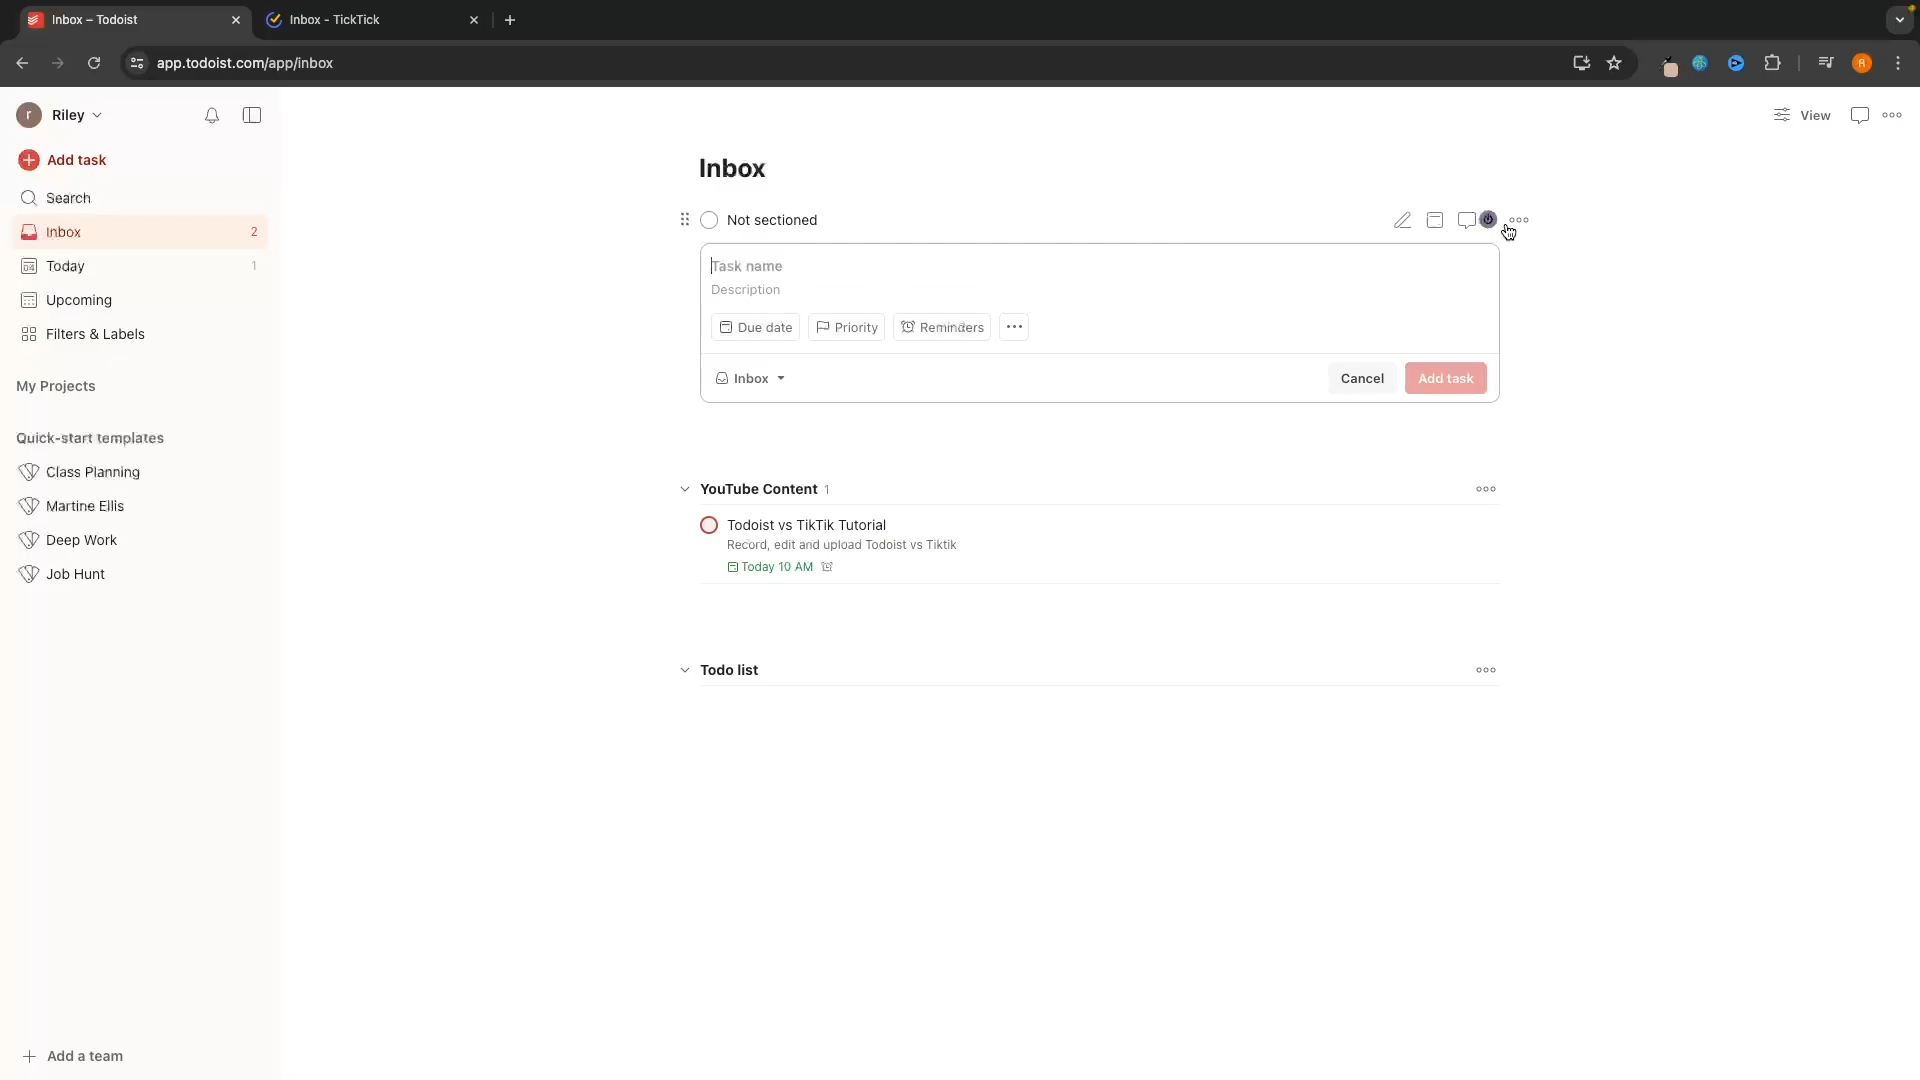 Inbox – Todoist
Inbox - TickTick
app.todoist.com/app/inbox
R
r
Riley
Add task
Search
Inbox 2
04
Today 1
Upcoming
Filters & Labels
My Projects
Quick-start templates
Class Planning
Martine Ellis
Deep Work
Job Hunt
Add a team
View
Inbox
Not sectioned
Task name
Description
Due date
Priority
Reminders
Inbox
Cancel
Add task
YouTube Content 1
Todoist vs TikTik Tutorial
Record, edit and upload Todoist vs Tiktik
Today 10 AM
Todo list